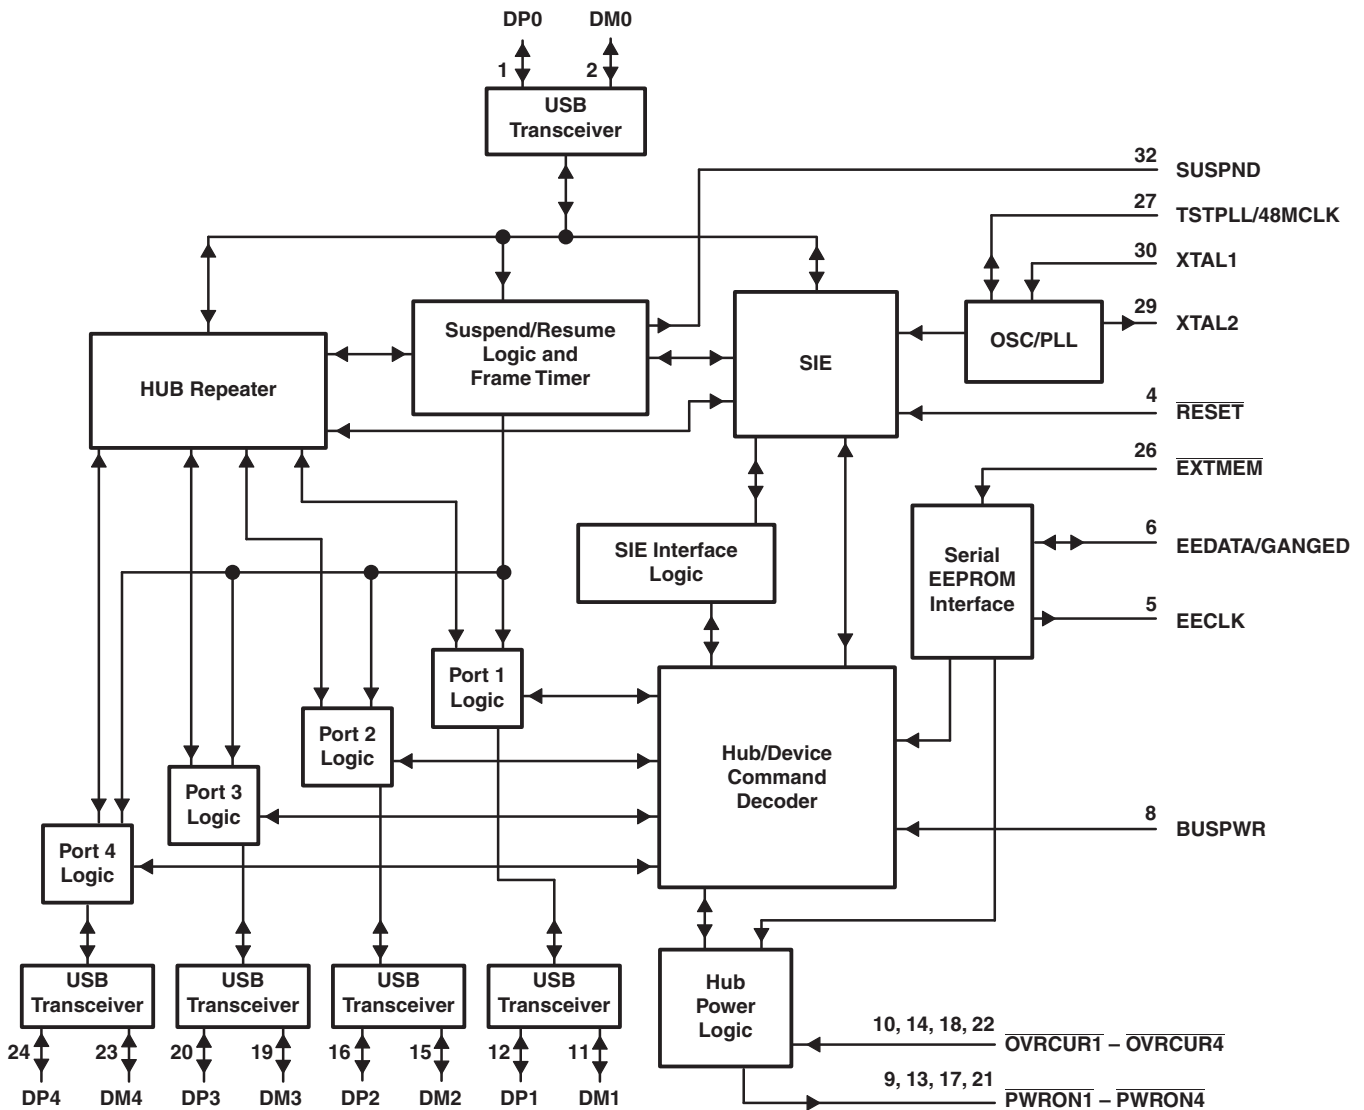 DP0 DM0
1 2
USB
Transceiver
32 SUSPND
27 TSTPLL/48MCLK
30 XTAL1
29 XTAL2
Suspend/Resume
Logic and
Frame Timer
SIE
OSC/PLL
HUB Repeater
4 RESET
26 EXTMEM
SIE Interface
Logic
Serial
EEPROM
Interface
6 EEDATA/GANGED
5 EECLK
Port 1
Logic
Port 2
Logic
Port 3
Logic
Port 4
Logic
Hub/Device
Command
Decoder
8 BUSPWR
USB
Transceiver
USB
Transceiver
USB
Transceiver
USB
Transceiver
Hub
Power
Logic
10, 14, 18, 22 OVRCUR1 – OVRCUR4
9, 13, 17, 21 PWRON1 – PWRON4
24 23 20 19 16 15 12 11
DP4 DM4 DP3 DM3 DP2 DM2 DP1 DM1